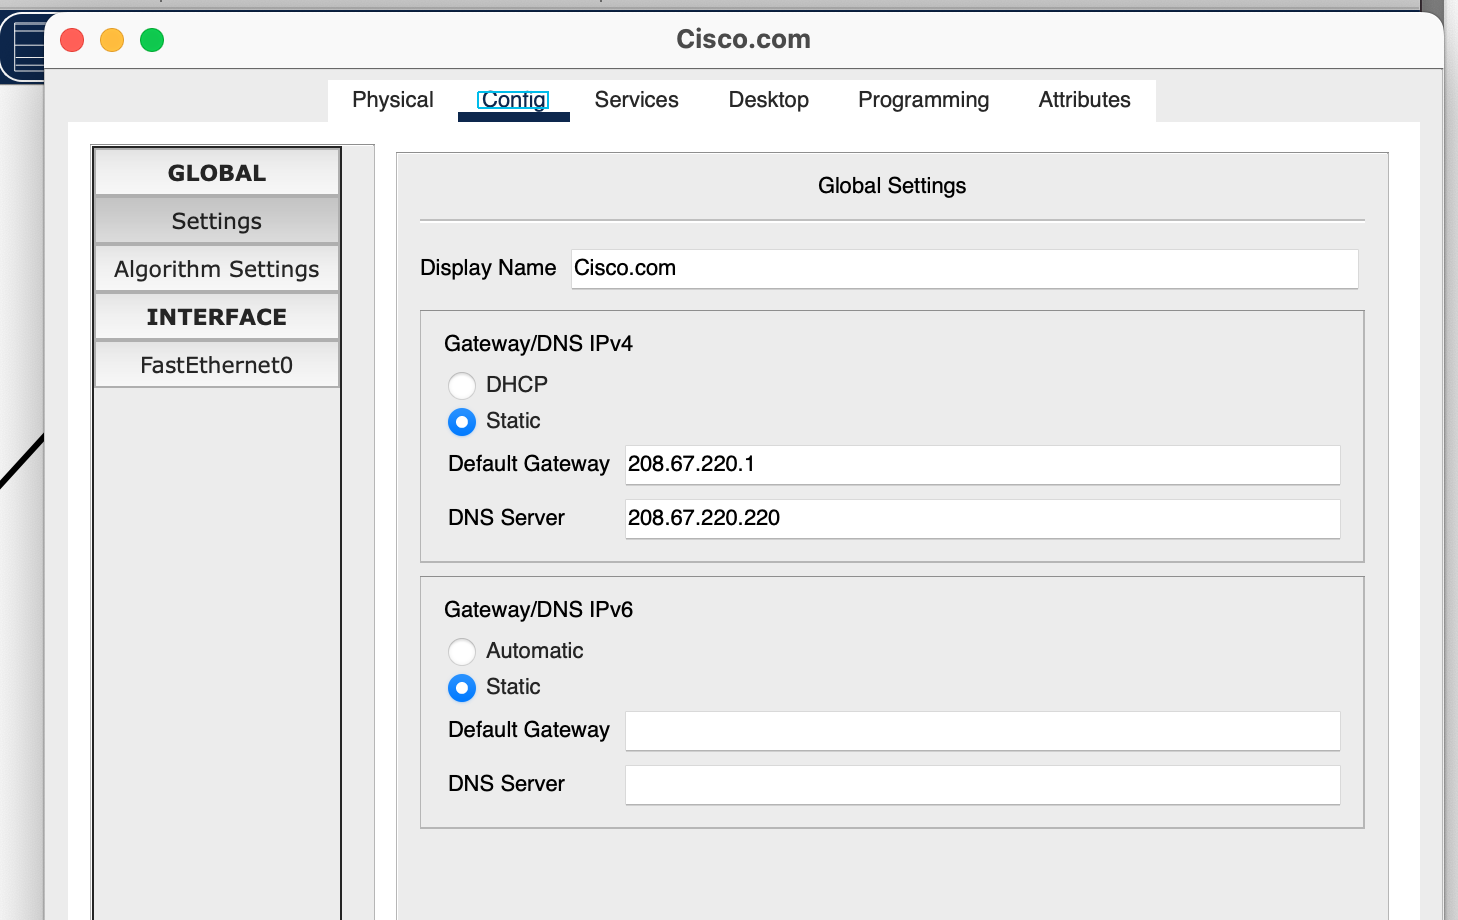 Cisco.com
Physical Config Services Desktop Programming Attributes
GLOBAL
Settings
Algorithm Settings
INTERFACE
FastEthernet0
Global Settings
Display Name Cisco.com
Gateway/DNS IPv4
DHCP
Static
Default Gateway 208.67.220.1
DNS Server 208.67.220.220
Gateway/DNS IPv6
Automatic
Static
Default Gateway
DNS Server